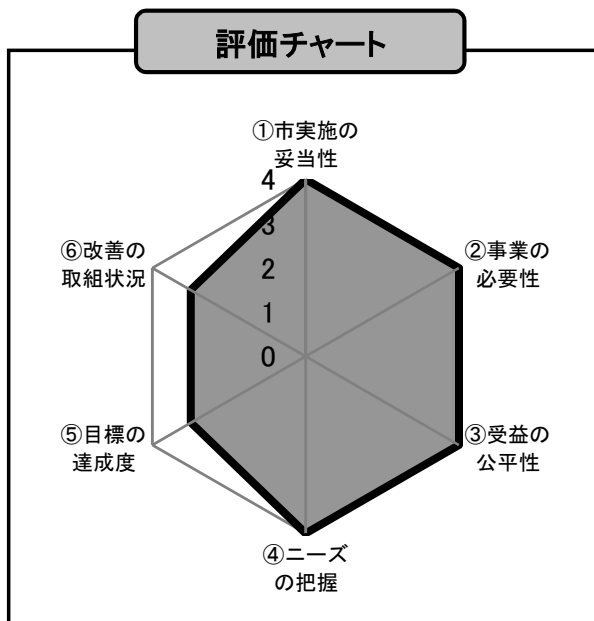 評価チャート
①市実施の
妥当性
4
3
2
1
0
⑥改善の
取組状況
②事業の
必要性
⑤目標の
達成度
③受益の
公平性
④ニーズ
の把握